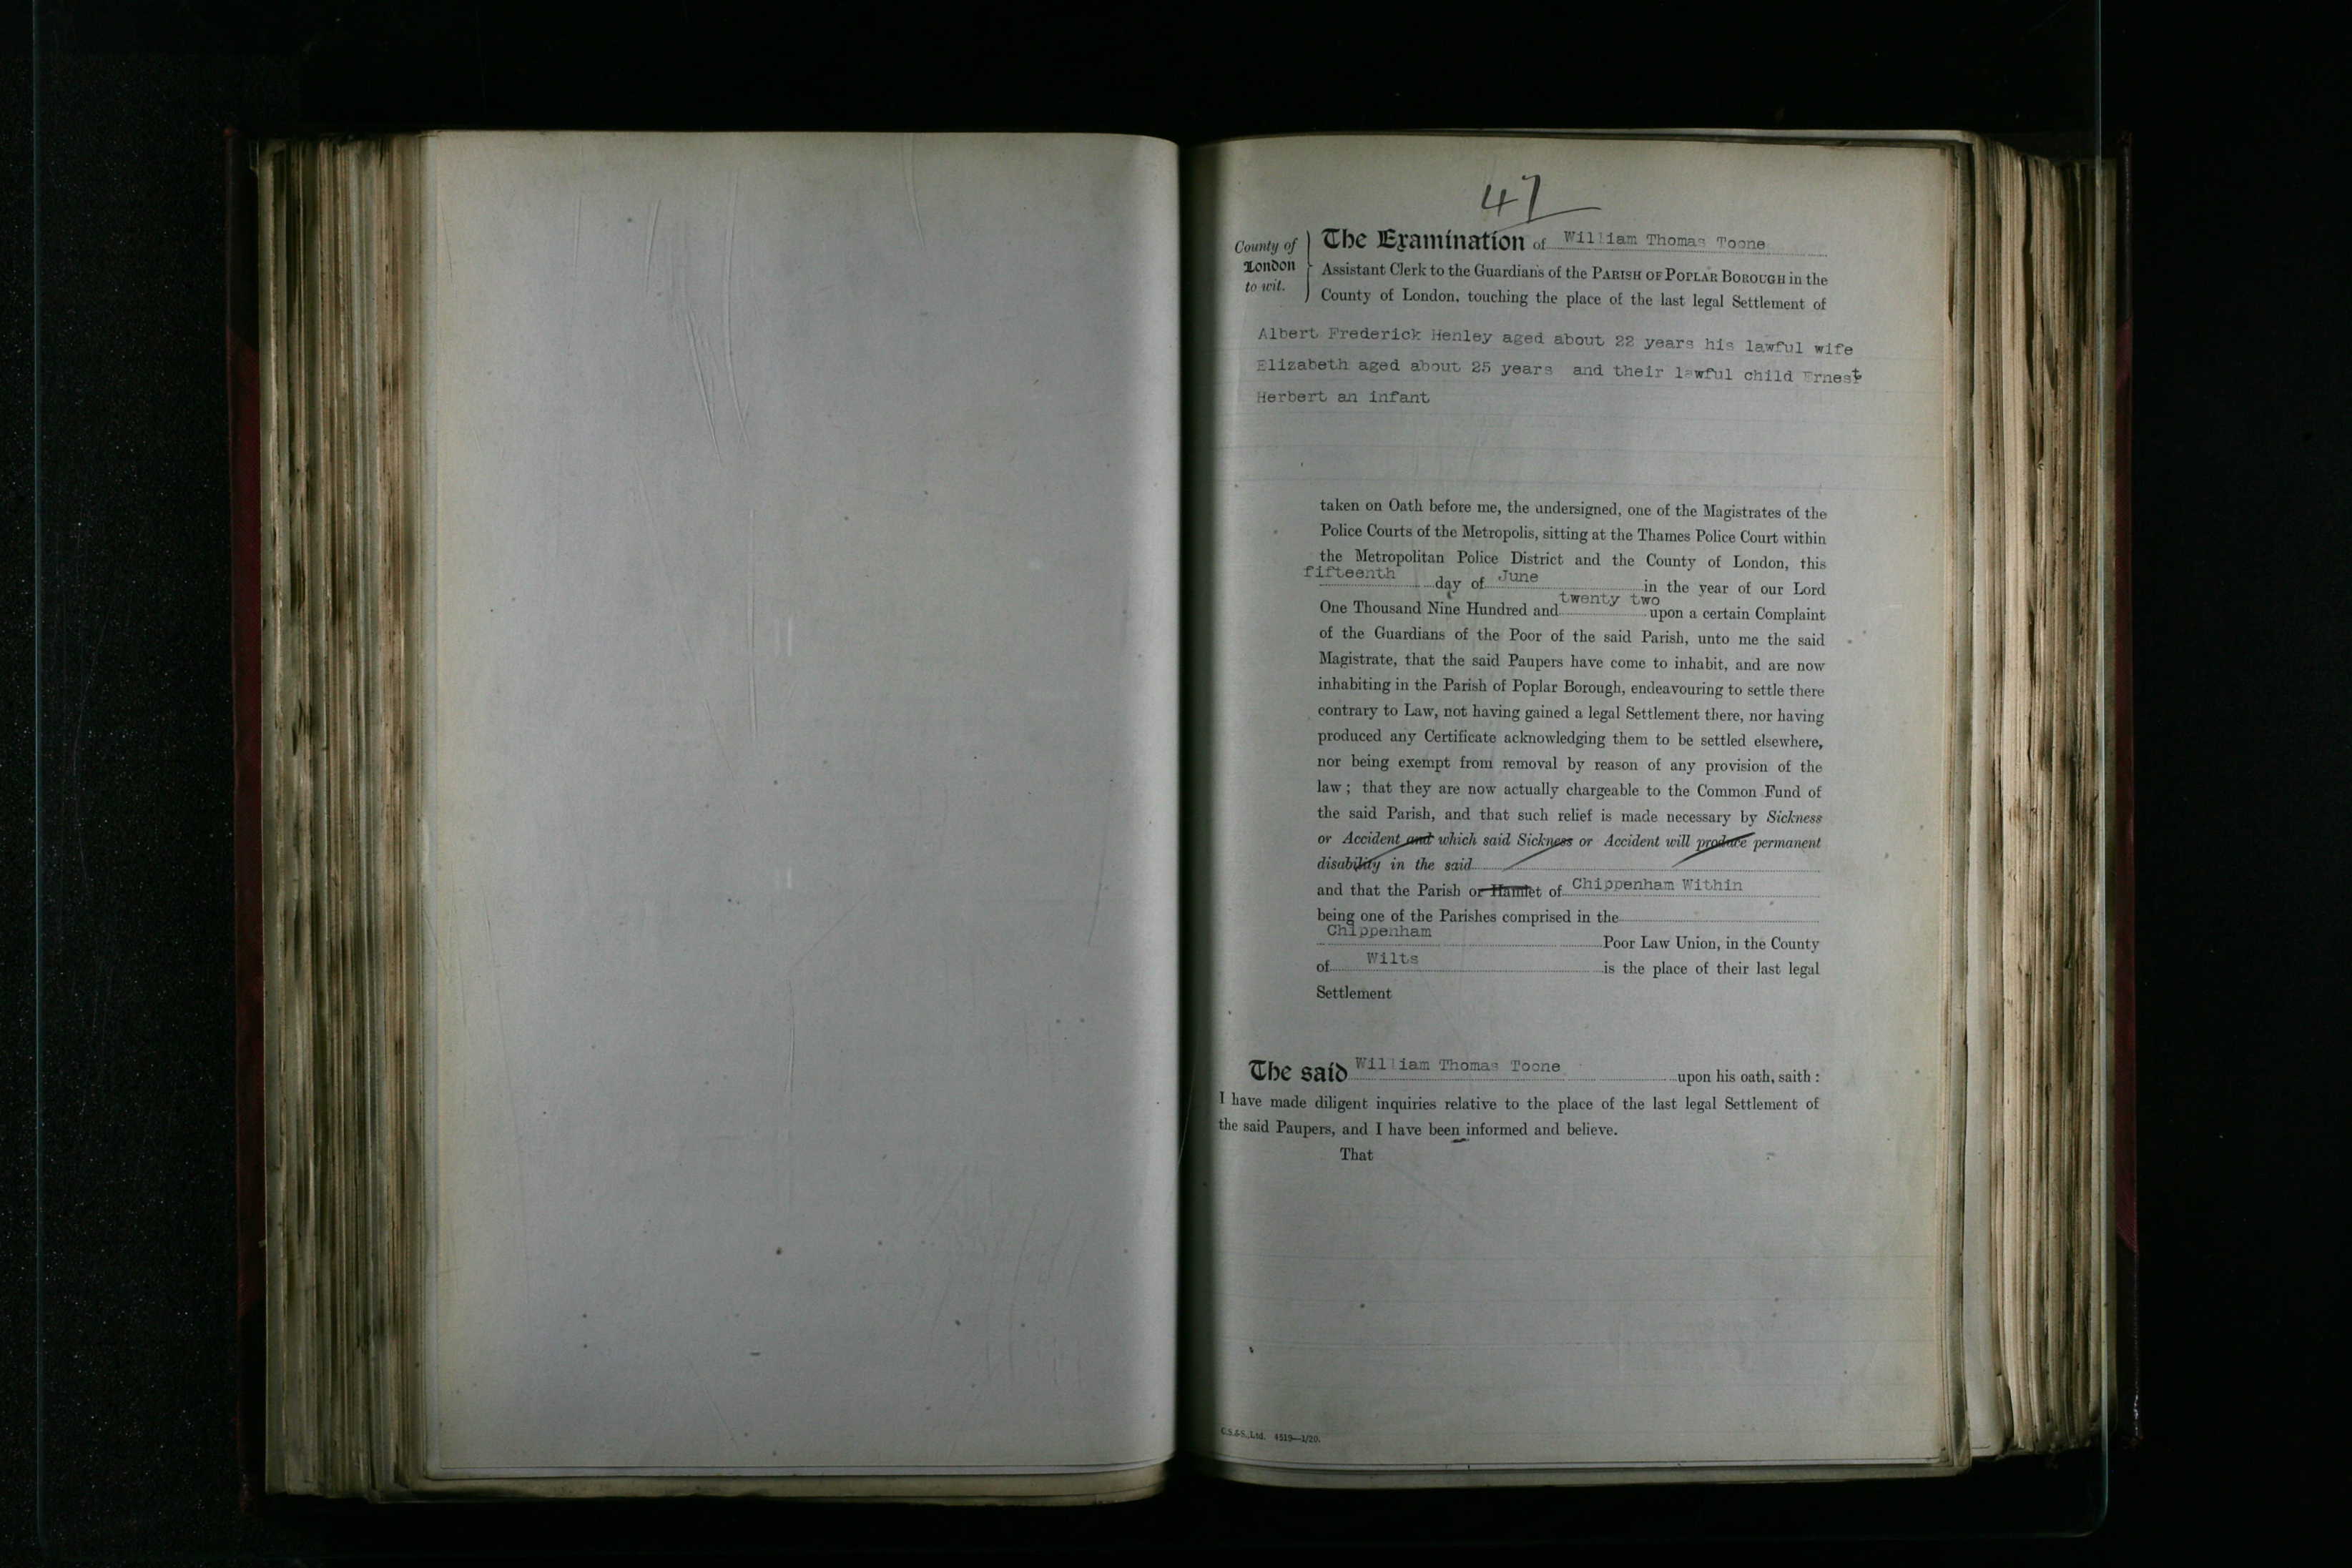 47
County of
London
to wit.
The Examination of William Thomas Toone
Assistant Clerk to the Guardians of the PARISH OF POPLAR BOROUGH in the
County of London, touching the place of the last legal Settlement of
Albert Frederick Henley aged about 22 years his lawful wife
Elizabeth aged about 25 years and their lawful child Ernest
Herbert an infant
taken on Oath before me, the undersigned, one of the Magistrates of the
Police Courts of the Metropolis, sitting at the Thames Police Court within
the Metropolitan Police District and the County of London, this
fifteenth day of June in the year of our Lord
One Thousand Nine Hundred and twenty two upon a certain Complaint
of the Guardians of the Poor of the said Parish, unto me the said
Magistrate, that the said Paupers have come to inhabit, and are now
inhabiting in the Parish of Poplar Borough, endeavouring to settle there
contrary to Law, not having gained a legal Settlement there, nor having
produced any Certificate acknowledging them to be settled elsewhere,
nor being exempt from removal by reason of any provision of the
law; that they are now actually chargeable to the Common Fund of
the said Parish, and that such relief is made necessary by Sickness
or Accident and which said Sickness or Accident will produce permanent
disability in the said
and that the Parish or Hamlet of Chippenham Within
being one of the Parishes comprised in the
Chippenham Poor Law Union, in the County
of Wilts is the place of their last legal
Settlement
The said William Thomas Toone upon his oath, saith:
I have made diligent inquiries relative to the place of the last legal Settlement of
the said Paupers, and I have been informed and believe.
That
C.S.&S.,Ltd. 4519—1/20.